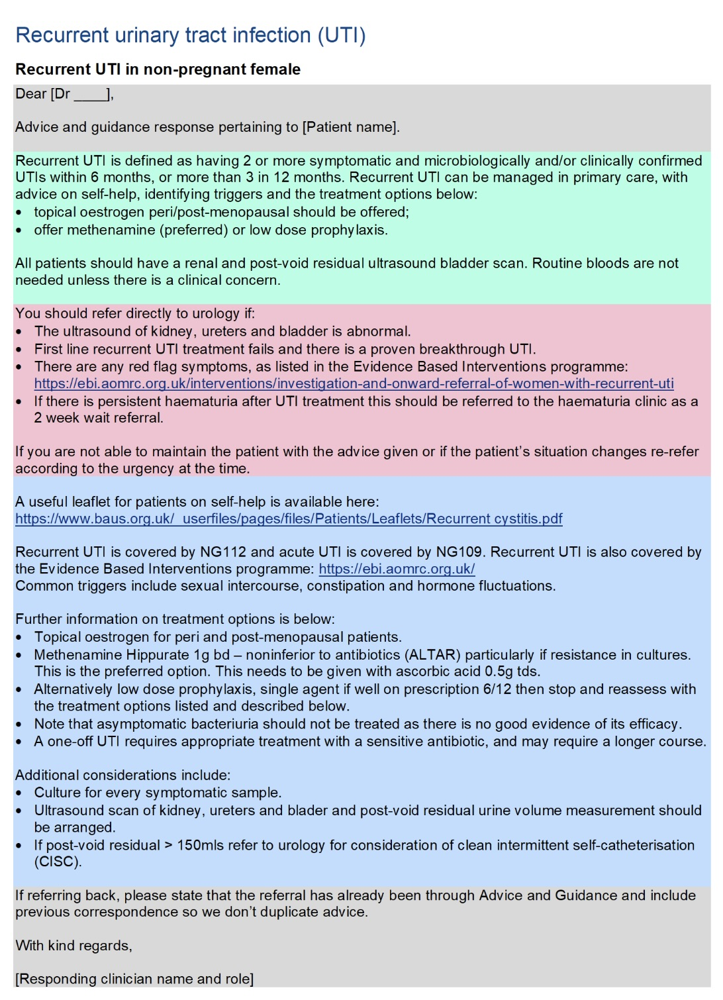 Recurrent urinary tract infection (UTI)
Recurrent UTI in non-pregnant female
Dear [Dr ____],
Advice and guidance response pertaining to [Patient name].
Recurrent UTI is defined as having 2 or more symptomatic and microbiologically and/or clinically confirmed
UTIs within 6 months, or more than 3 in 12 months. Recurrent UTI can be managed in primary care, with
advice on self-help, identifying triggers and the treatment options below:
• topical oestrogen peri/post-menopausal should be offered;
• offer methenamine (preferred) or low dose prophylaxis.
All patients should have a renal and post-void residual ultrasound bladder scan. Routine bloods are not
needed unless there is a clinical concern.
You should refer directly to urology if:
• The ultrasound of kidney, ureters and bladder is abnormal.
• First line recurrent UTI treatment fails and there is a proven breakthrough UTI.
• There are any red flag symptoms, as listed in the Evidence Based Interventions programme:
https://ebi.aomrc.org.uk/interventions/investigation-and-onward-referral-of-women-with-recurrent-uti
• If there is persistent haematuria after UTI treatment this should be referred to the haematuria clinic as a
2 week wait referral.
If you are not able to maintain the patient with the advice given or if the patient's situation changes re-refer
according to the urgency at the time.
A useful leaflet for patients on self-help is available here:
https://www.baus.org.uk/_userfiles/pages/files/Patients/Leaflets/Recurrent cystitis.pdf
Recurrent UTI is covered by NG112 and acute UTI is covered by NG109. Recurrent UTI is also covered by
the Evidence Based Interventions programme: https://ebi.aomrc.org.uk/
Common triggers include sexual intercourse, constipation and hormone fluctuations.
Further information on treatment options is below:
• Topical oestrogen for peri and post-menopausal patients.
• Methenamine Hippurate 1g bd – noninferior to antibiotics (ALTAR) particularly if resistance in cultures.
This is the preferred option. This needs to be given with ascorbic acid 0.5g tds.
• Alternatively low dose prophylaxis, single agent if well on prescription 6/12 then stop and reassess with
the treatment options listed and described below.
• Note that asymptomatic bacteriuria should not be treated as there is no good evidence of its efficacy.
• A one-off UTI requires appropriate treatment with a sensitive antibiotic, and may require a longer course.
Additional considerations include:
• Culture for every symptomatic sample.
• Ultrasound scan of kidney, ureters and blader and post-void residual urine volume measurement should
be arranged.
• If post-void residual > 150mls refer to urology for consideration of clean intermittent self-catheterisation
(CISC).
If referring back, please state that the referral has already been through Advice and Guidance and include
previous correspondence so we don't duplicate advice.
With kind regards,
[Responding clinician name and role]